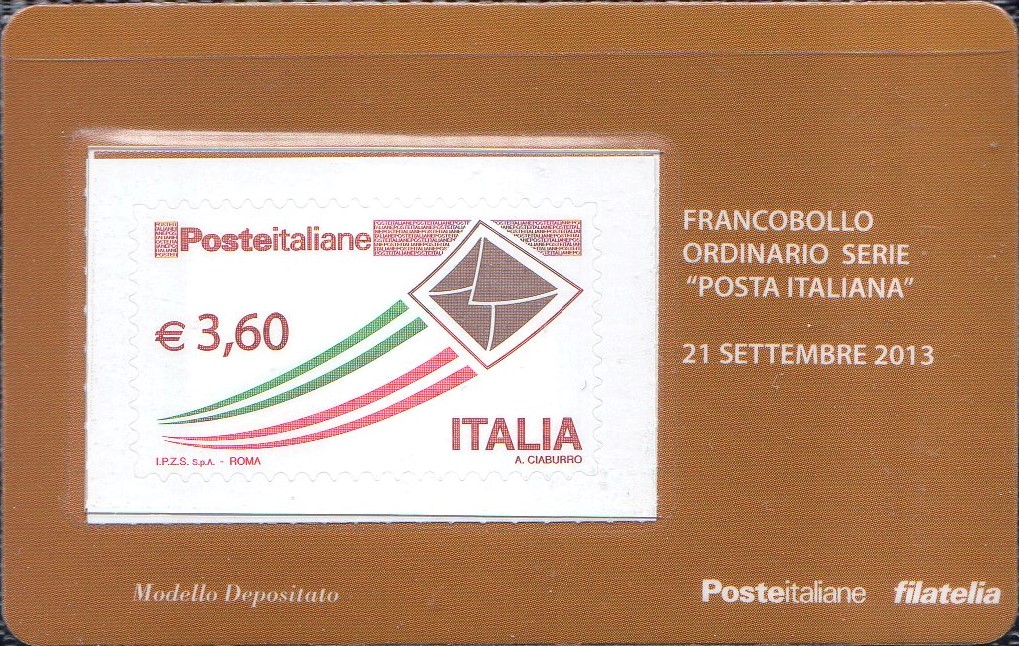 Posteitaliane
€ 3,60
ITALIA
I.P.Z.S. S.p.A. - ROMA
A. CIABURRO
FRANCOBOLLO
ORDINARIO SERIE
“POSTA ITALIANA”
21 SETTEMBRE 2013
Modello Depositato
Posteitaliane filatelia